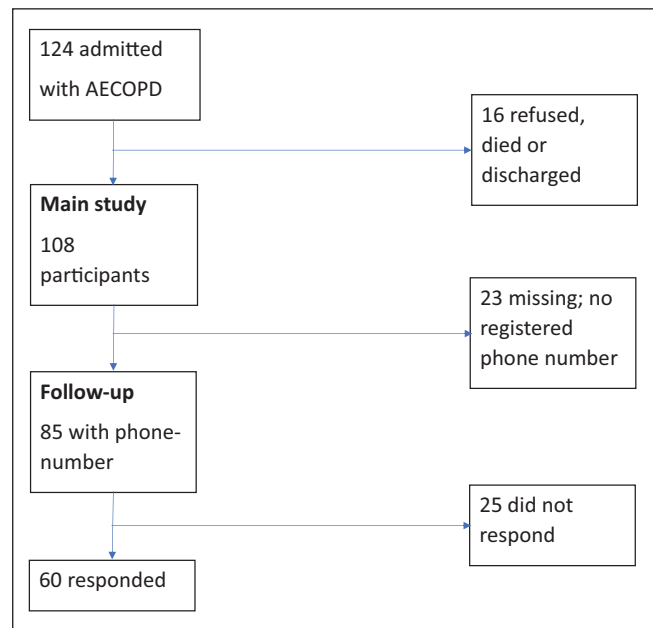 124 admitted
with AECOPD
16 refused,
died or
discharged
Main study
108
participants
23 missing; no
registered
phone number
Follow-up
85 with phone-
number
25 did not
respond
60 responded